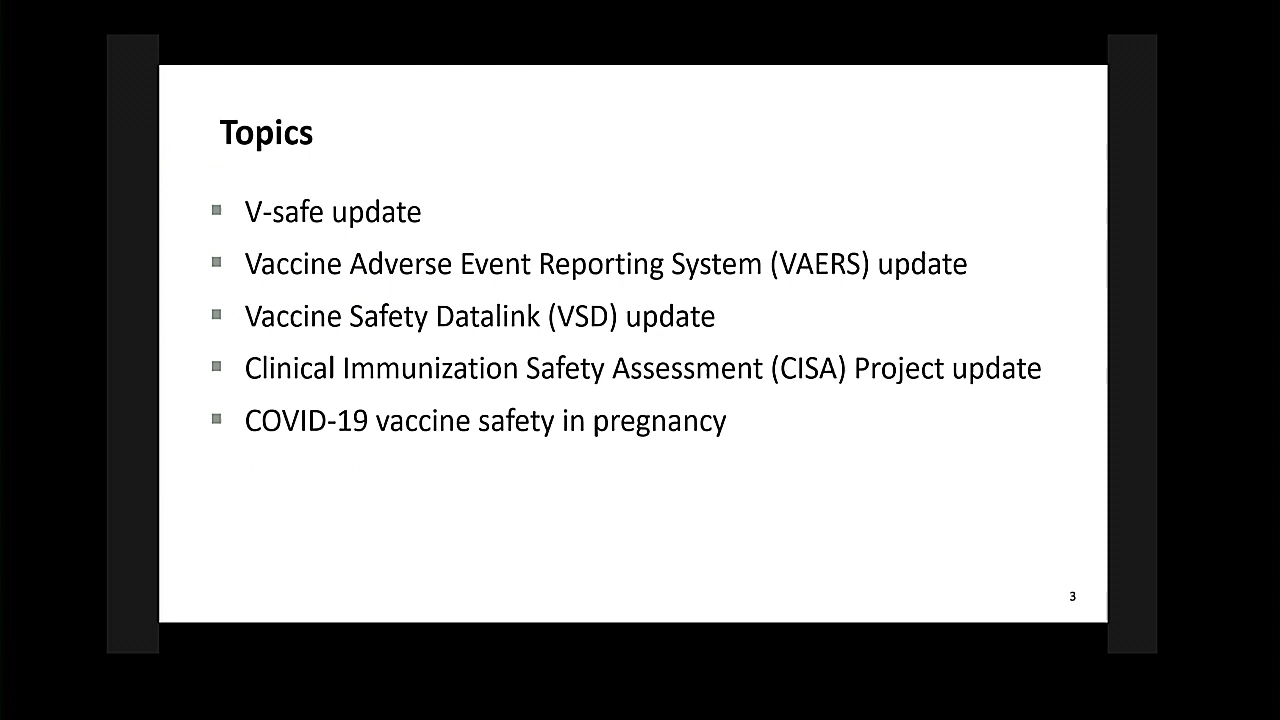 Topics
V-safe update
Vaccine Adverse Event Reporting System (VAERS) update
Vaccine Safety Datalink (VSD) update
Clinical Immunization Safety Assessment (CISA) Project update
COVID-19 vaccine safety in pregnancy
3